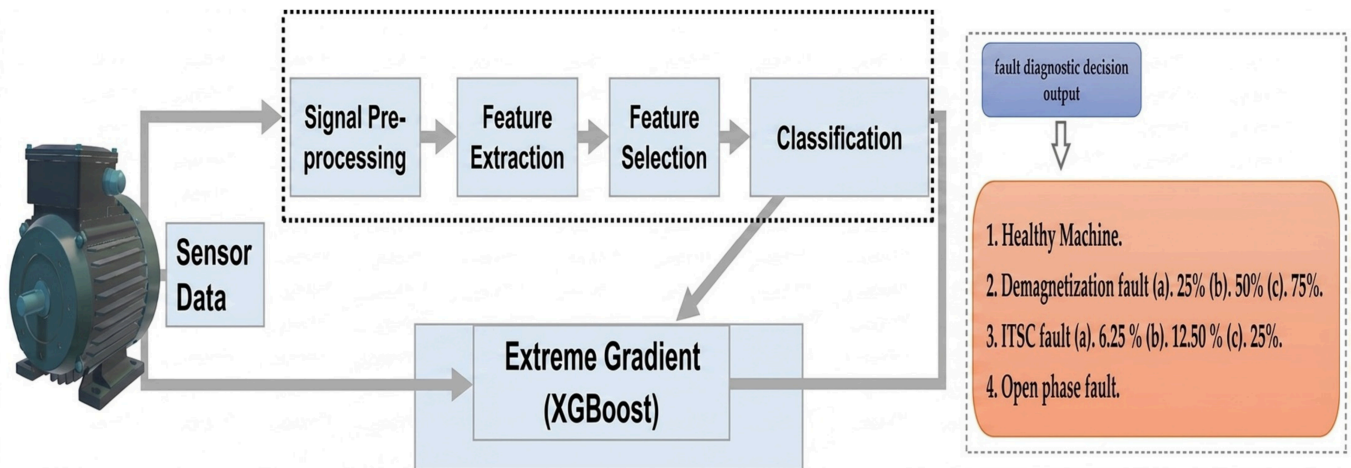 Signal Pre-
processing
Feature
Extraction
Feature
Selection
Classification
Sensor
Data
Extreme Gradient
(XGBoost)
fault diagnostic decision
output
1. Healthy Machine.
2. Demagnetization fault (a). 25% (b). 50% (c). 75%.
3. ITSC fault (a). 6.25 % (b). 12.50 % (c). 25%.
4. Open phase fault.